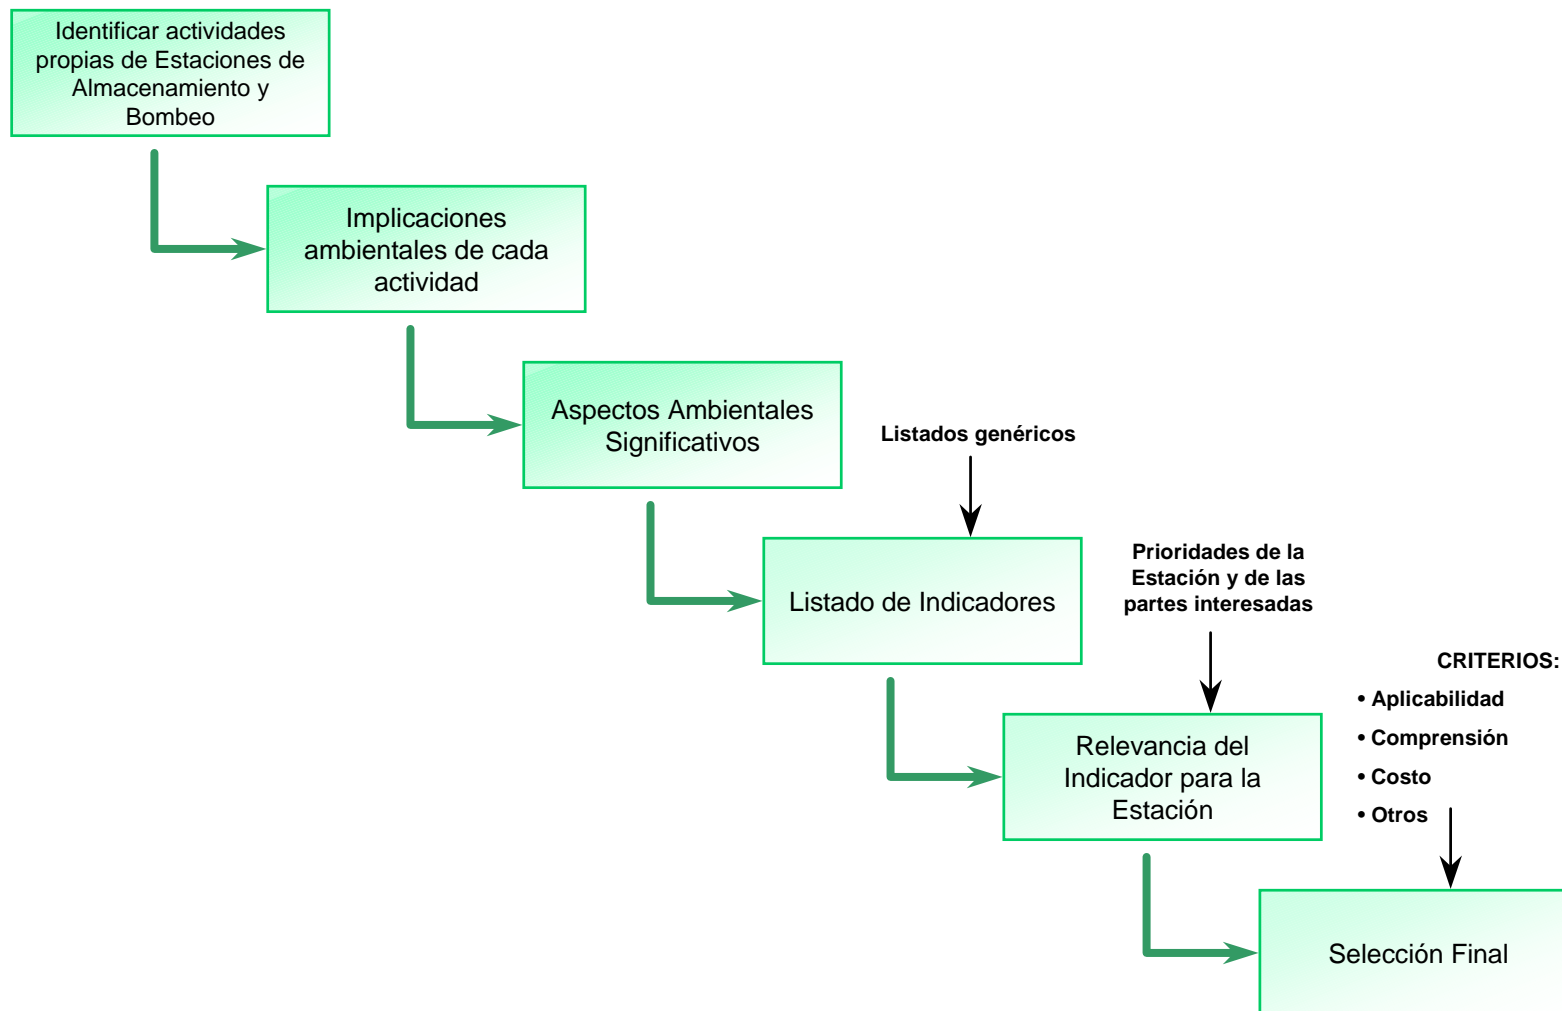 Identificar actividades
propias de Estaciones de
Almacenamiento y
Bombeo
Implicaciones
ambientales de cada
actividad
Aspectos Ambientales
Significativos
Listados genéricos
Listado de Indicadores
Prioridades de la
Estación y de las
partes interesadas
Relevancia del
Indicador para la
Estación
CRITERIOS:
• Aplicabilidad
• Comprensión
• Costo
• Otros
Selección Final